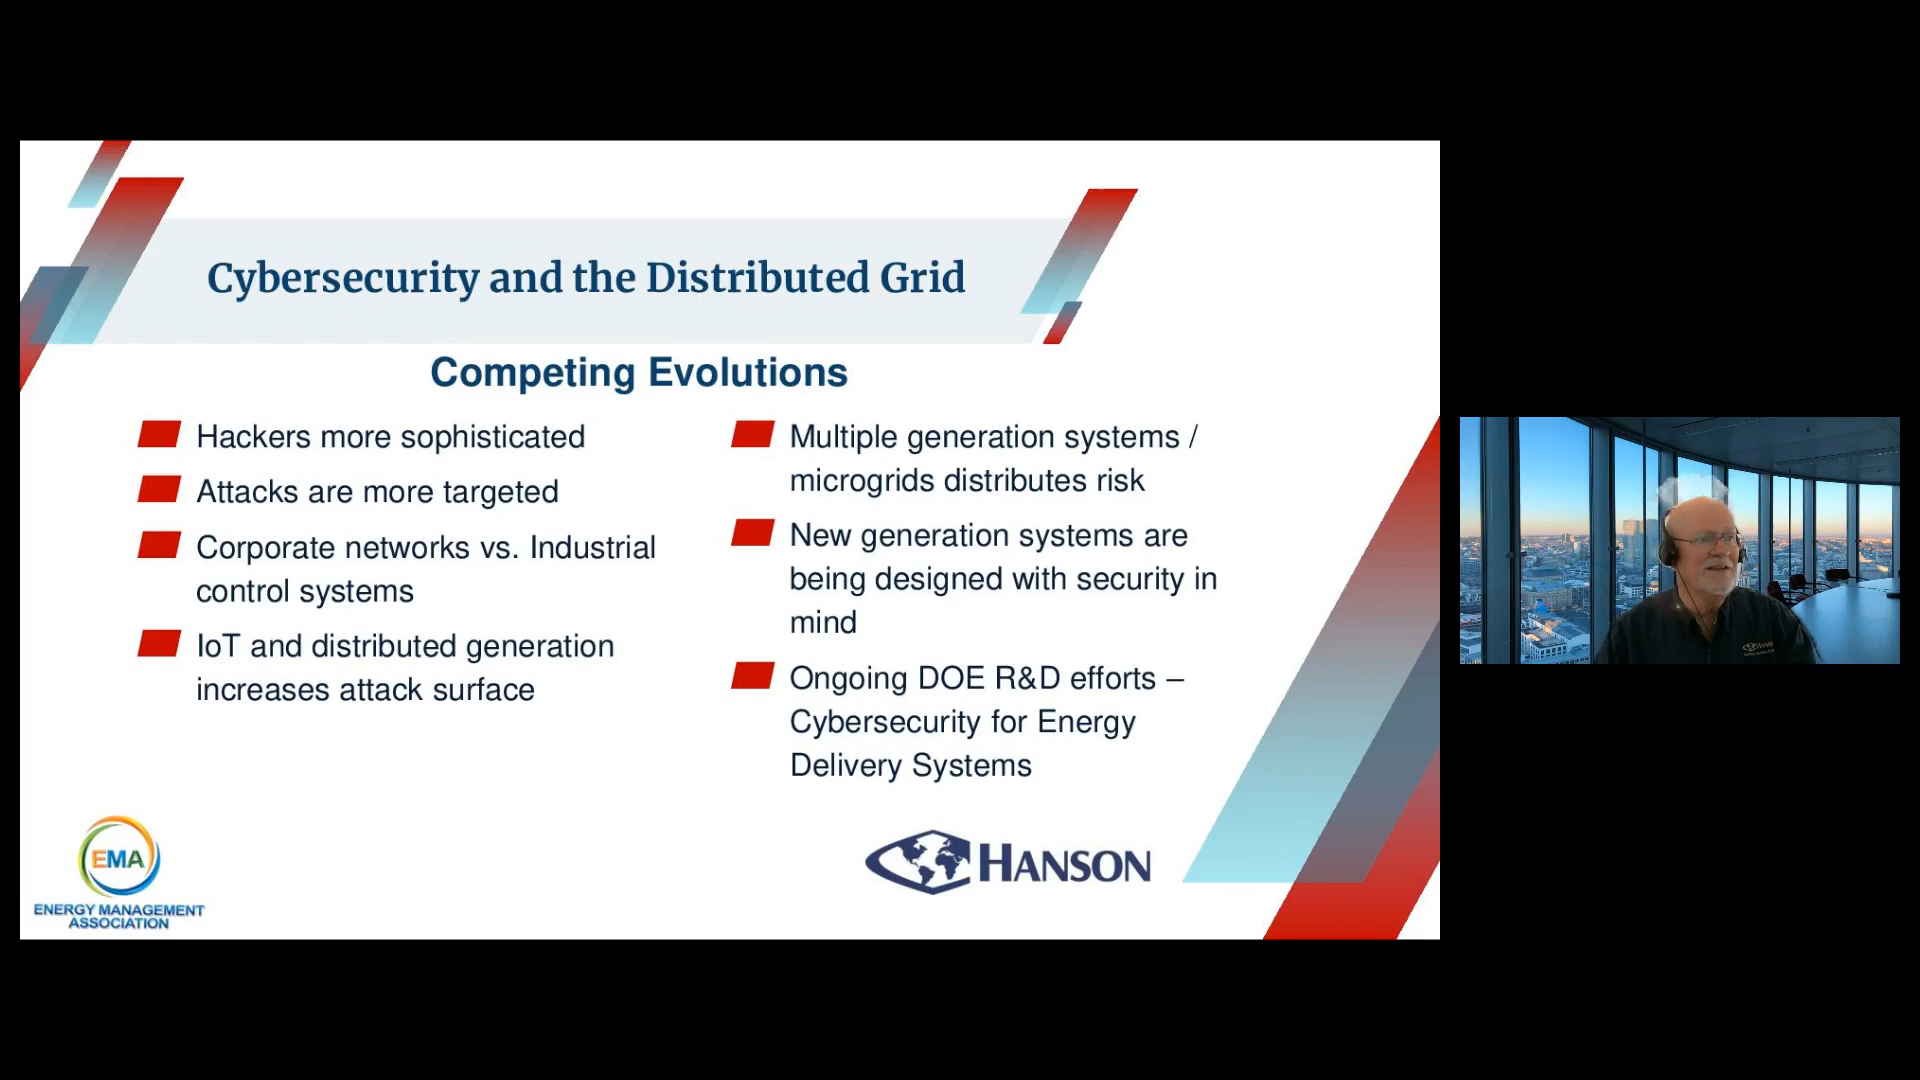 Cybersecurity and the Distributed Grid
Competing Evolutions
Hackers more sophisticated
Attacks are more targeted
Corporate networks vs. Industrial
control systems
IoT and distributed generation
increases attack surface
Multiple generation systems /
microgrids distributes risk
New generation systems are
being designed with security in
mind
Ongoing DOE R&D efforts –
Cybersecurity for Energy
Delivery Systems
EMA
ENERGY MANAGEMENT
ASSOCIATION
HANSON
HANSON